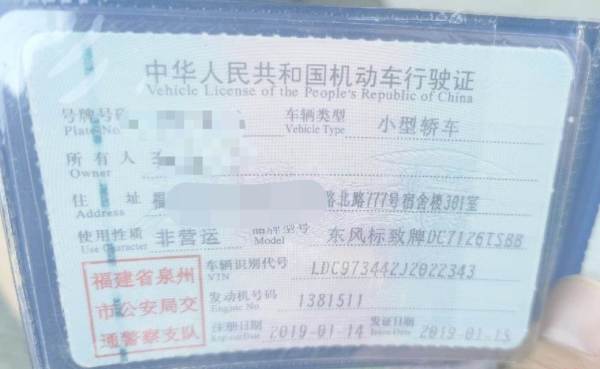 中华人民共和国机动车行驶证
Vehicle License of the People's Republic of China
号牌号码 车辆类型 小型轿车
Plate No. Vehicle Type
所有人
Owner
住址 福 路北路777号宿舍楼301室
Address
使用性质 非营运 品牌型号 东风标致牌DC7126TSBB
Use Character Model
福建省泉州
市公安局交
通警察支队
车辆识别代号 LDC973442J2022343
VIN
发动机号码 1381511
Engine No.
注册日期 2019-01-14 发证日期 2019-01-15
Register Date Issue Date